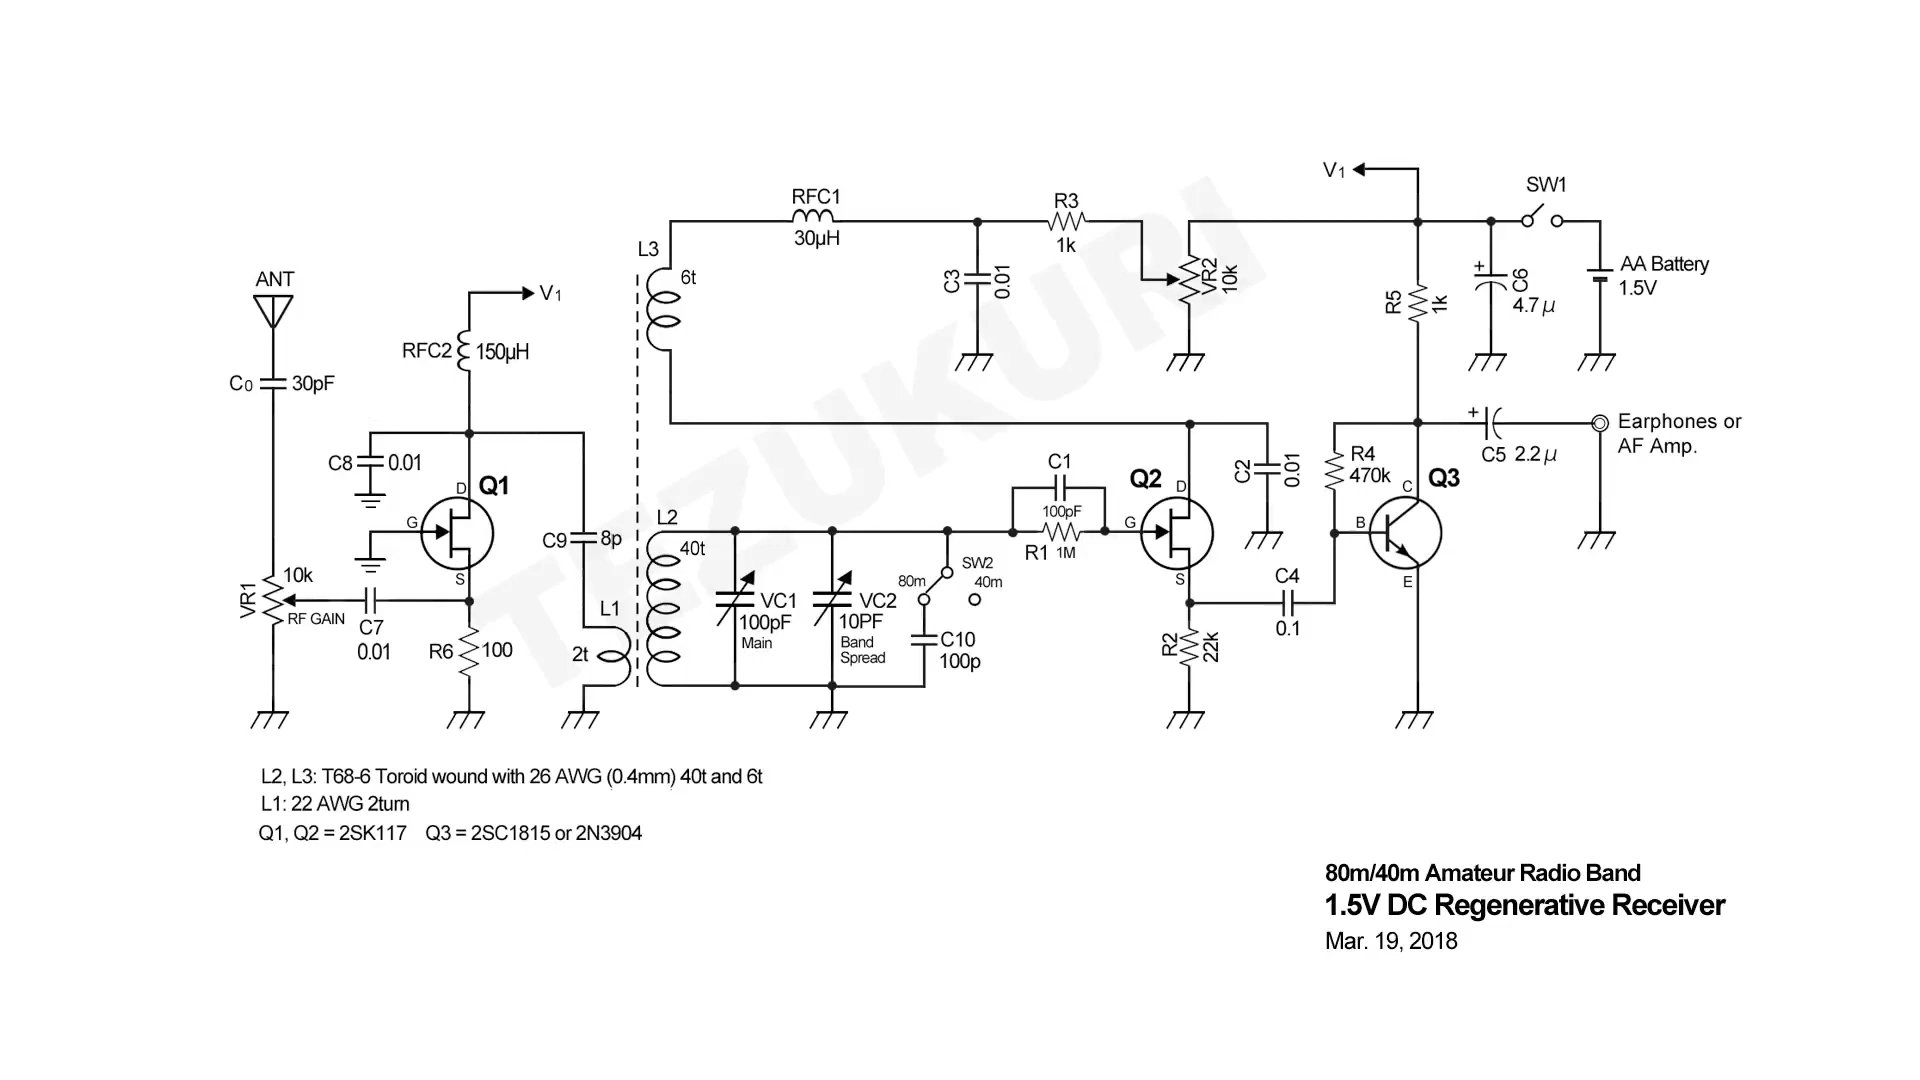 V1
SW1
RFC1
30μH
R3
1k
L3
6t
C3
0.01
VR2
10k
R5
1k
+
C6
4.7μ
AA Battery
1.5V
ANT
V1
RFC2
150μH
C0
30pF
C8
0.01
D
Q1
G
S
C9
8p
L2
40t
C1
100pF
R1
1M
Q2
D
G
S
C2
0.01
R4
470k
+
C5
2.2μ
Earphones or
AF Amp.
Q3
C
B
E
VR1
10k
RF GAIN
C7
0.01
R6
100
L1
2t
VC1
100pF
Main
VC2
10PF
Band
Spread
SW2
80m
40m
C10
100p
C4
0.1
R2
22k
TEZUKURI
L2, L3: T68-6 Toroid wound with 26 AWG (0.4mm) 40t and 6t
L1: 22 AWG 2turn
Q1, Q2 = 2SK117 Q3 = 2SC1815 or 2N3904
80m/40m Amateur Radio Band
1.5V DC Regenerative Receiver
Mar. 19, 2018